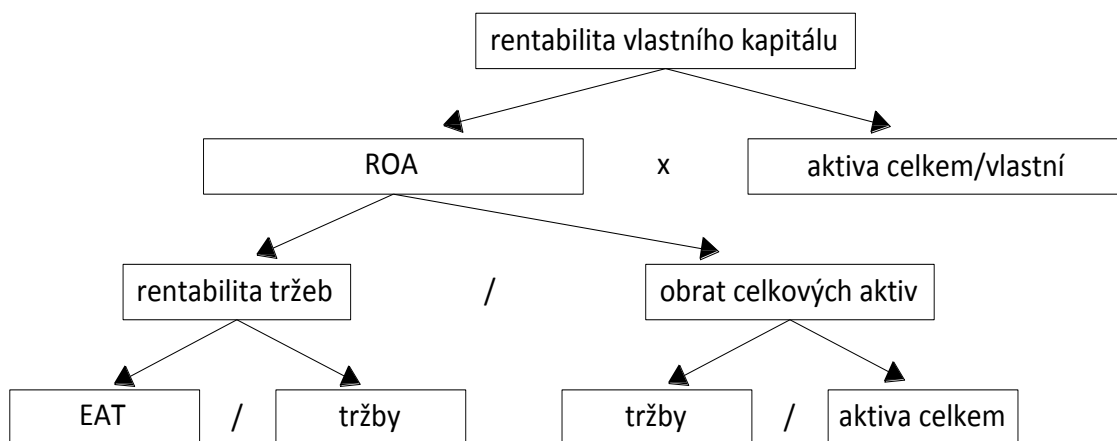 rentabilita vlastního kapitálu
ROA x aktiva celkem/vlastní
rentabilita tržeb / obrat celkových aktiv
EAT / tržby tržby / aktiva celkem